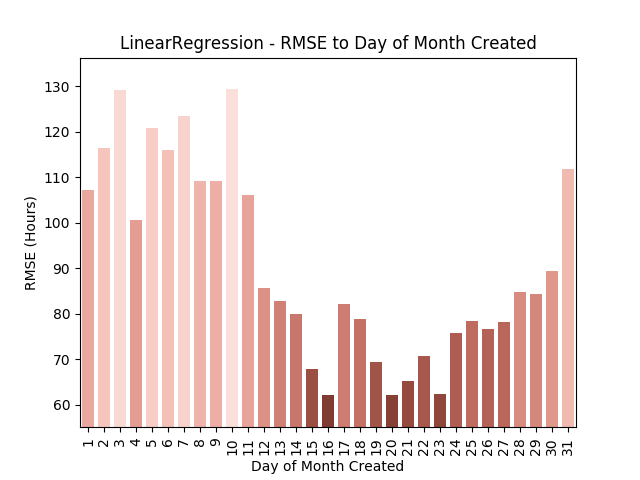 LinearRegression - RMSE to Day of Month Created
130
120
110
100
90
80
70
60
RMSE (Hours)
1 2 3 4 5 6 7 8 9 10 11 12 13 14 15 16 17 18 19 20 21 22 23 24 25 26 27 28 29 30 31
Day of Month Created